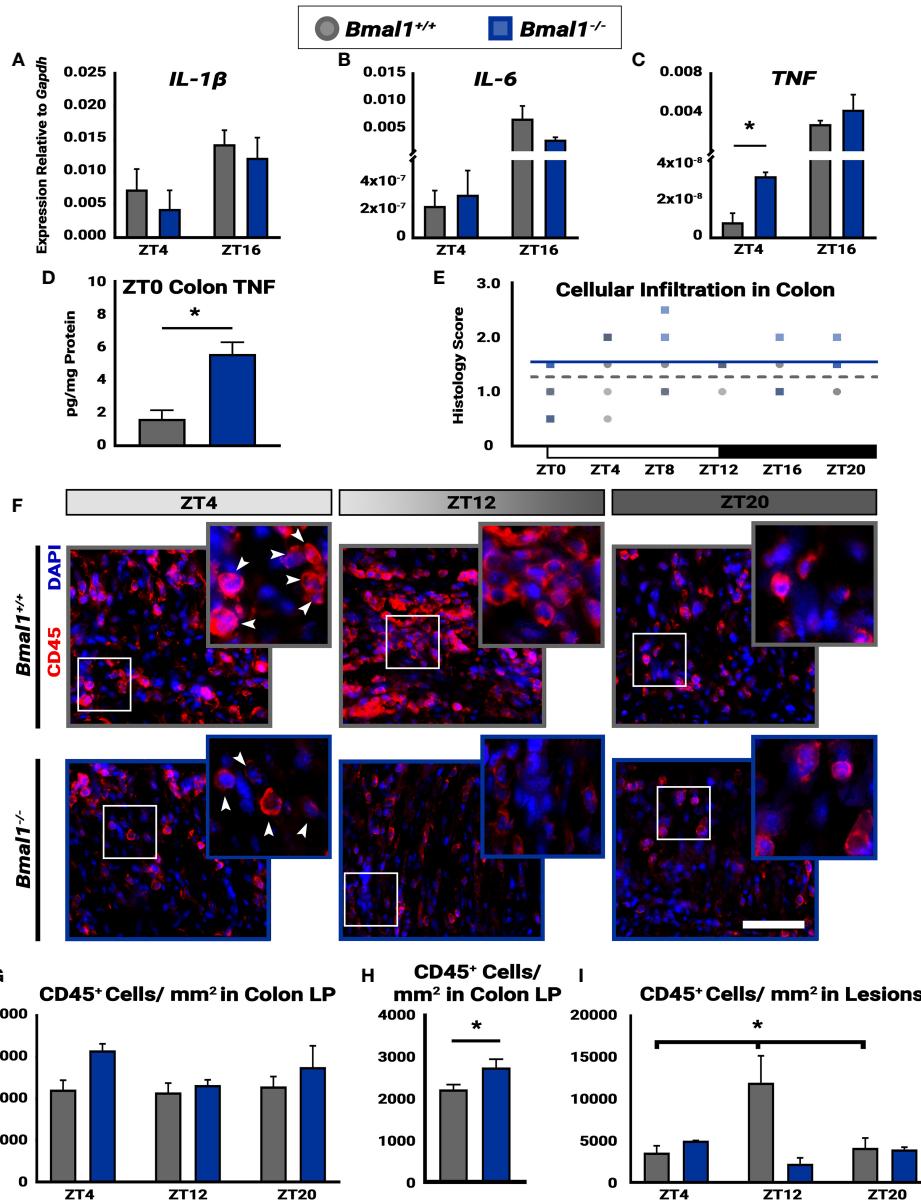 Bmal1+/+ Bmal1-/-
A B C
IL-1β IL-6 TNF
Expression Relative to Gapdh
0.025
0.020
0.015
0.010
0.005
0.000
ZT4 ZT16
0.015
0.010
0.005
4x10-7
2x10-7
0
ZT4 ZT16
0.008
0.004
*
4x10-8
2x10-8
0
ZT4 ZT16
D
ZT0 Colon TNF
pg/mg Protein
10
8
6
4
2
0
*
E
Cellular Infiltration in Colon
Histology Score
3.0
2.0
1.0
0
ZT0 ZT4 ZT8 ZT12 ZT16 ZT20
F
ZT4 ZT12 ZT20
Bmal1+/+
CD45 DAPI
Bmal1-/-
CD45+ Cells/ mm2 in Colon LP
000
000
000
000
0
ZT4 ZT12 ZT20
H
CD45+ Cells/
mm2 in Colon LP
4000
3000
2000
1000
0
*
I
CD45+ Cells/ mm2 in Lesions
20000
15000
10000
5000
0
*
ZT4 ZT12 ZT20